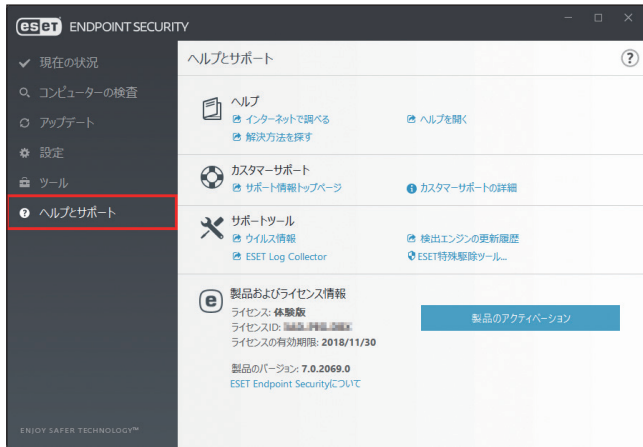 eset ENDPOINT SECURITY
現在の状況
コンピューターの検査
アップデート
設定
ツール
ヘルプとサポート
ENJOY SAFER TECHNOLOGY™
ヘルプとサポート
?
ヘルプ
インターネットで調べる
ヘルプを開く
解決方法を探す
カスタマーサポート
サポート情報トップページ
カスタマーサポートの詳細
サポートツール
ウイルス情報
検出エンジンの更新履歴
ESET Log Collector
ESET特殊駆除ツール...
製品およびライセンス情報
ライセンス: 体験版
ライセンスID:
ライセンスの有効期限: 2018/11/30
製品のアクティベーション
製品のバージョン: 7.0.2069.0
ESET Endpoint Securityについて